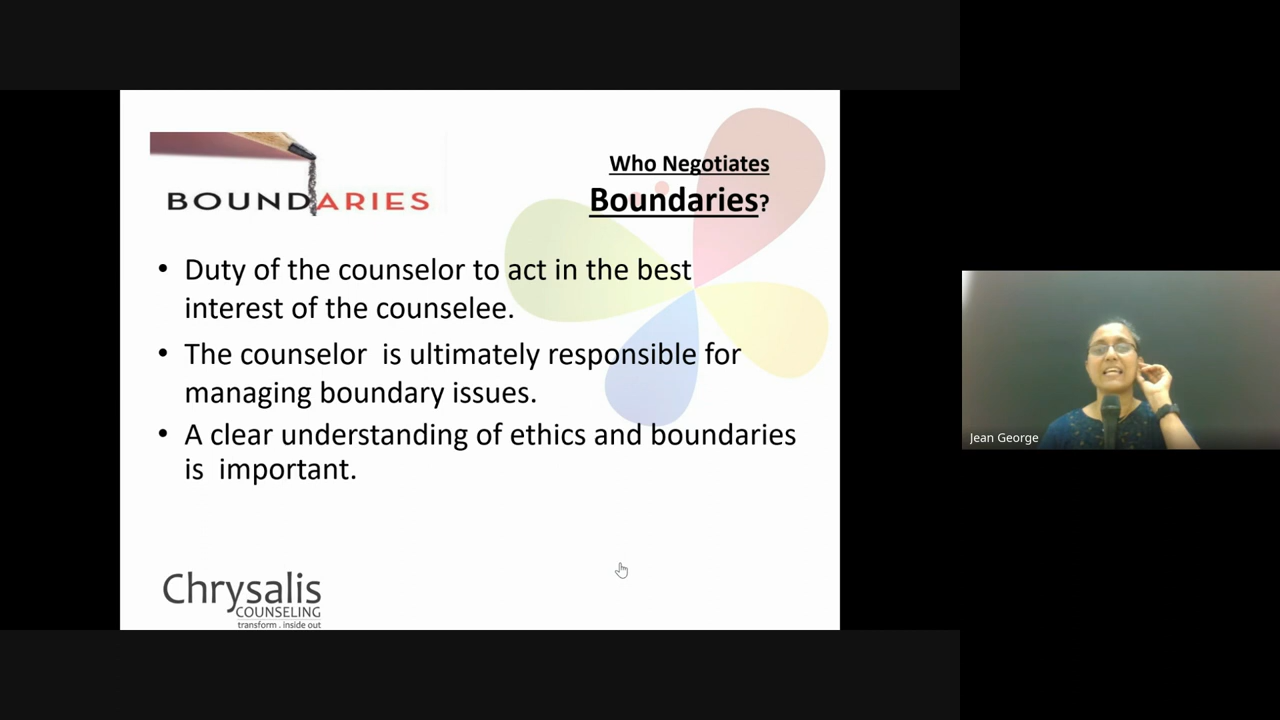 BOUNDARIES
Who Negotiates
Boundaries?
• Duty of the counselor to act in the best
interest of the counselee.
• The counselor  is ultimately responsible for
managing boundary issues.
• A clear understanding of ethics and boundaries
is  important.
Chrysalis
COUNSELING
transform . inside out
Jean George